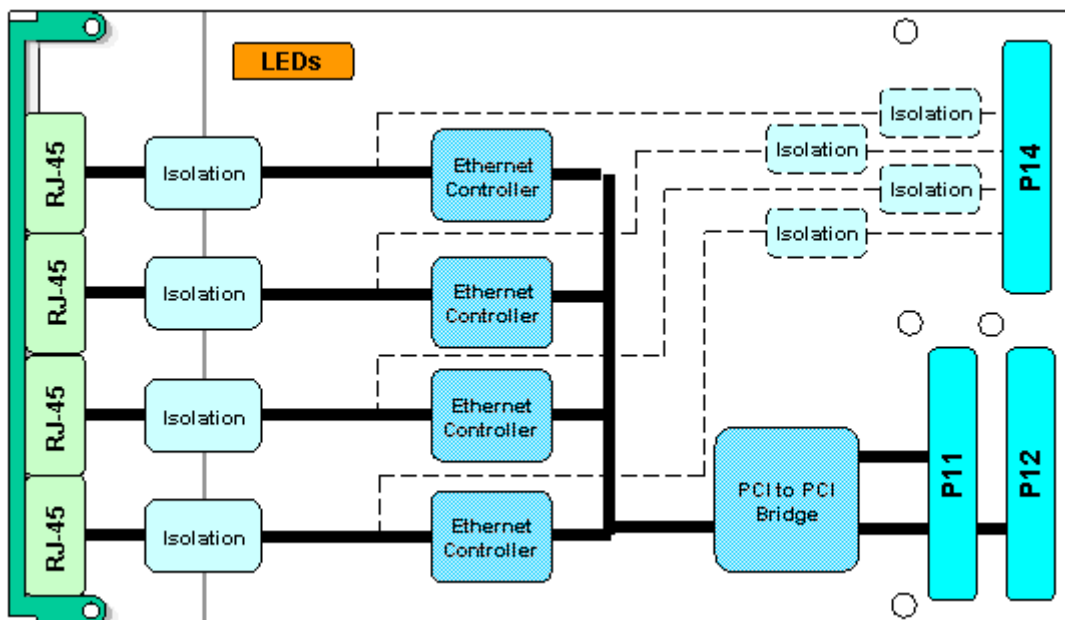 LEDs
RJ-45
Isolation
Ethernet
Controller
Isolation
Isolation
Isolation
Isolation
P14
RJ-45
Isolation
Ethernet
Controller
RJ-45
Isolation
Ethernet
Controller
RJ-45
Isolation
Ethernet
Controller
PCI to PCI
Bridge
P11
P12